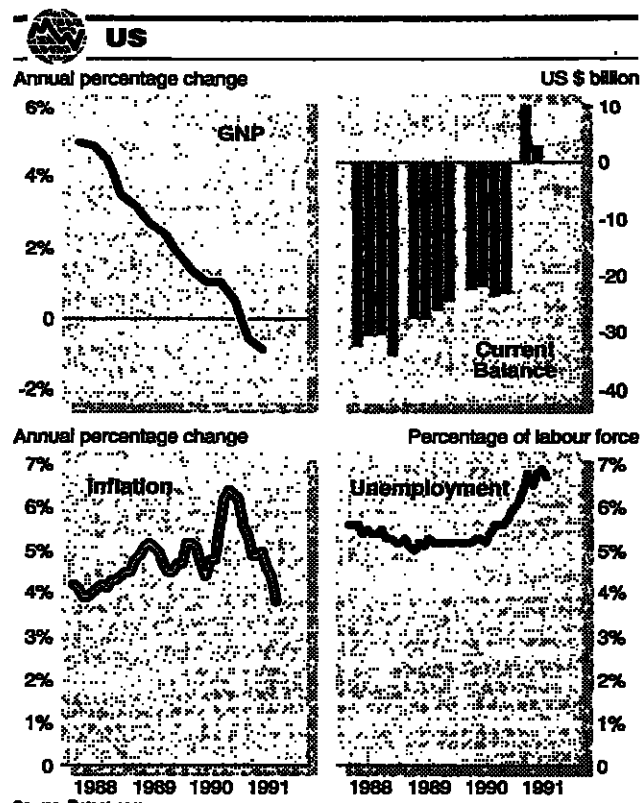 US
Annual percentage change
US $ billion
6%
4%
2%
0
-2%
GNP
10
0
-10
-20
-30
-40
Current
Balance
Annual percentage change
Percentage of labour force
7%
6%
5%
4%
3%
2%
1%
0
Inflation
Unemployment
7%
6%
5%
4%
3%
2%
1%
0
1988 1989 1990 1991
1988 1989 1990 1991